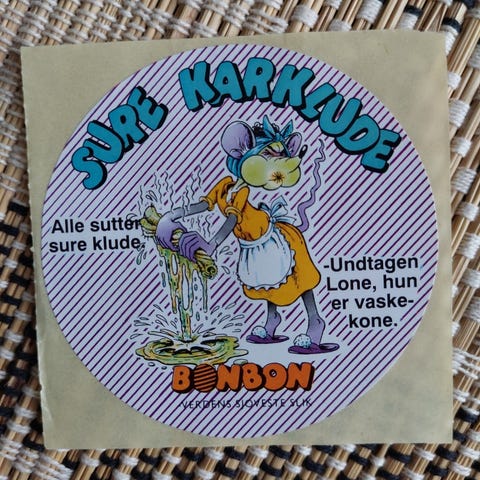 SURE KARKLUDE
Alle sutter
sure klude.
-Undtagen
Lone, hun
er vaske-
kone.
BONBON
VERDENS SJOVESTE SLIK